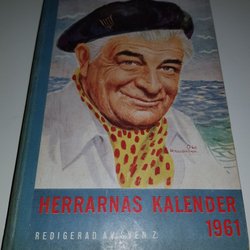 HERRARNAS KALENDER
1961
REDIGERAD AV SVEN Z.